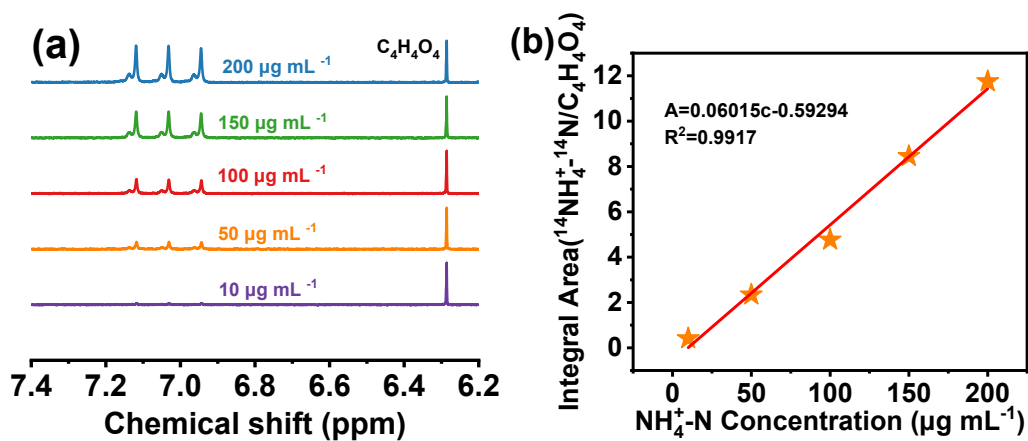 (a)
C₄H₄O₄
200 μg mL ⁻¹
150 μg mL ⁻¹
100 μg mL ⁻¹
50 μg mL ⁻¹
10 μg mL ⁻¹
7.4 7.2 7.0 6.8 6.6 6.4 6.2
Chemical shift (ppm)
(b)
Integral Area(¹⁴NH₄⁺-¹⁴N/C₄H₄O₄)
12
10
8
6
4
2
0
A=0.06015c-0.59294
R²=0.9917
0 50 100 150 200
NH₄⁺-N Concentration (μg mL⁻¹)